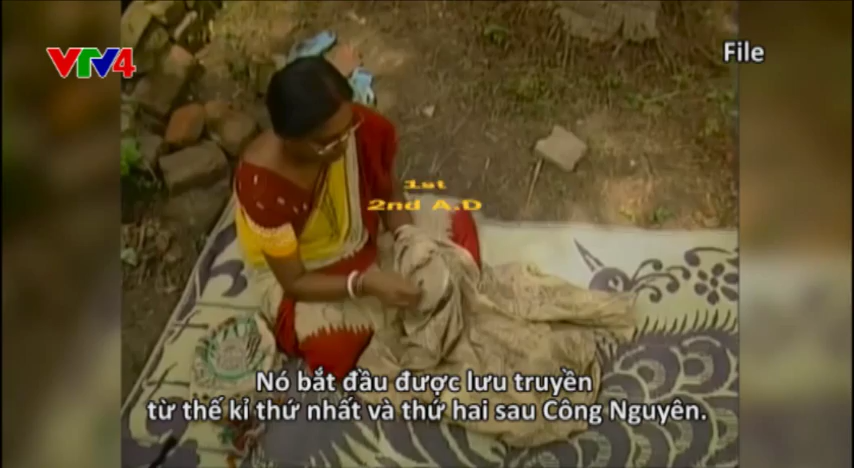 VTV4
File
1st
2nd A.D
Nó bắt đầu được lưu truyền
từ thế kỉ thứ nhất và thứ hai sau Công Nguyên.